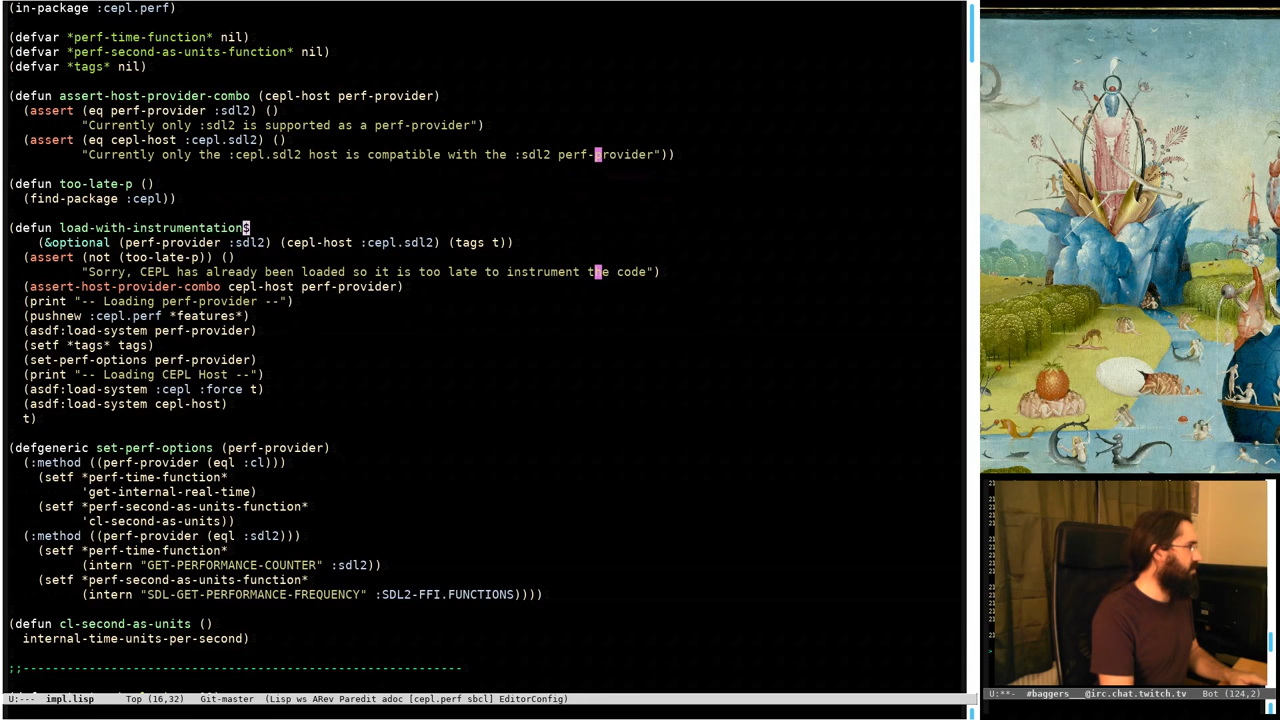 (in-package :cepl.perf)
(defvar *perf-time-function* nil)
(defvar *perf-second-as-units-function* nil)
(defvar *tags* nil)
(defun assert-host-provider-combo (cepl-host perf-provider)
  (assert (eq perf-provider :sdl2) ()
          "Currently only :sdl2 is supported as a perf-provider")
  (assert (eq cepl-host :cepl.sdl2) ()
          "Currently only the :cepl.sdl2 host is compatible with the :sdl2 perf-provider"))
(defun too-late-p ()
  (find-package :cepl))
(defun load-with-instrumentation$
    (&optional (perf-provider :sdl2) (cepl-host :cepl.sdl2) (tags t))
  (assert (not (too-late-p)) ()
          "Sorry, CEPL has already been loaded so it is too late to instrument the code")
  (assert-host-provider-combo cepl-host perf-provider)
  (print "-- Loading perf-provider --")
  (pushnew :cepl.perf *features*)
  (asdf:load-system perf-provider)
  (setf *tags* tags)
  (set-perf-options perf-provider)
  (print "-- Loading CEPL Host --")
  (asdf:load-system :cepl :force t)
  (asdf:load-system cepl-host)
  t)
(defgeneric set-perf-options (perf-provider)
  (:method ((perf-provider (eql :cl)))
    (setf *perf-time-function*
          'get-internal-real-time)
    (setf *perf-second-as-units-function*
          'cl-second-as-units))
  (:method ((perf-provider (eql :sdl2)))
    (setf *perf-time-function*
          (intern "GET-PERFORMANCE-COUNTER" :sdl2))
    (setf *perf-second-as-units-function*
          (intern "SDL-GET-PERFORMANCE-FREQUENCY" :SDL2-FFI.FUNCTIONS))))
(defun cl-second-as-units ()
  internal-time-units-per-second)
;;------------------------------------------------------------
U:---  impl.lisp      Top (16,32)   Git-master  (Lisp ws ARev Paredit adoc [cepl.perf sbcl] EditorConfig)
U:**-  #baggers___@irc.chat.twitch.tv   Bot (124,2)